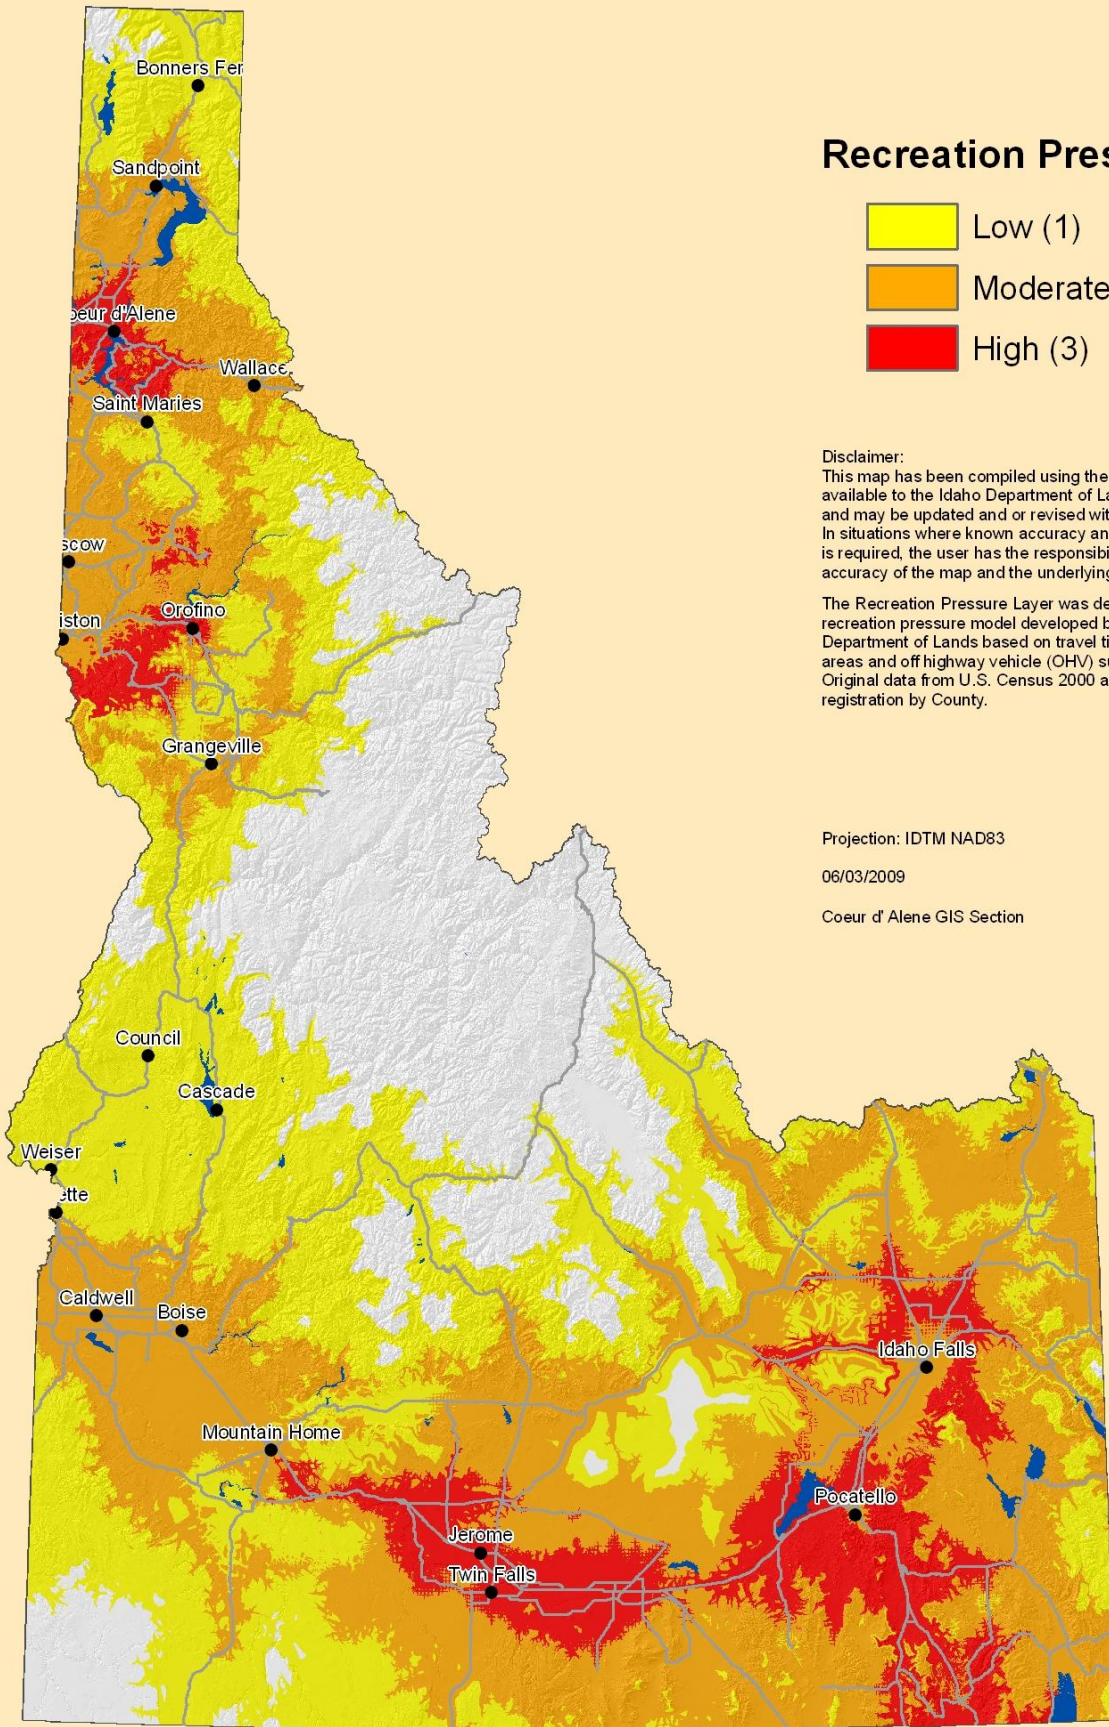 Recreation Pres
Low (1)
Moderate
High (3)
Disclaimer:
This map has been compiled using the
available to the Idaho Department of La
and may be updated and or revised wit
In situations where known accuracy an
is required, the user has the responsibi
accuracy of the map and the underlying
The Recreation Pressure Layer was de
recreation pressure model developed b
Department of Lands based on travel ti
areas and off highway vehicle (OHV) su
Original data from U.S. Census 2000 a
registration by County.
Projection: IDTM NAD83
06/03/2009
Coeur d' Alene GIS Section
Bonners Fer
Sandpoint
oeur d'Alene
Wallace
Saint Maries
scow
Orofino
iston
Grangeville
Council
Cascade
Weiser
ette
Caldwell
Boise
Idaho Falls
Mountain Home
Pocatello
Jerome
Twin Falls